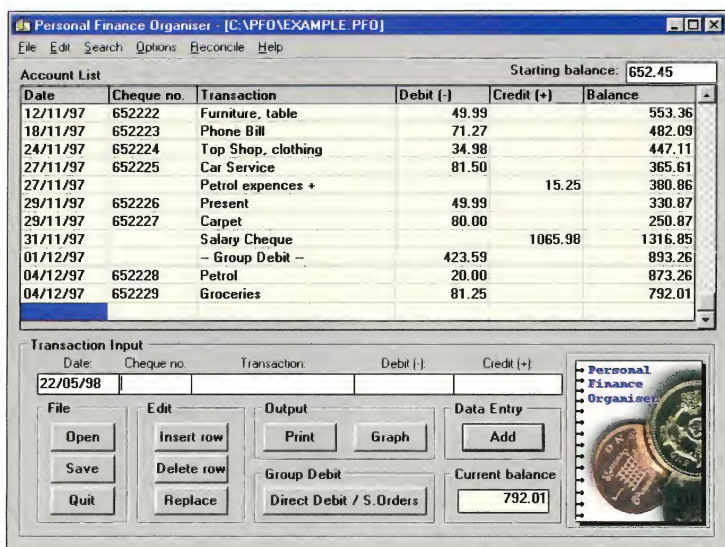 Personal Finance Organiser - [C:\PFO\EXAMPLE.PFO]
File Edit Search Options Reconcile Help
Account List Starting balance: 652.45
Date Cheque no. Transaction Debit (-) Credit (+) Balance
12/11/97 652222 Furniture, table 49.99 553.36
18/11/97 652223 Phone Bill 71.27 482.09
24/11/97 652224 Top Shop, clothing 34.98 447.11
27/11/97 652225 Car Service 81.50 365.61
27/11/97 Petrol expences + 15.25 380.86
29/11/97 652226 Present 49.99 330.87
29/11/97 652227 Carpet 80.00 250.87
31/11/97 Salary Cheque 1065.98 1316.85
01/12/97 -- Group Debit -- 423.59 893.26
04/12/97 652228 Petrol 20.00 873.26
04/12/97 652229 Groceries 81.25 792.01
Transaction Input
Date: Cheque no. Transaction: Debit (-): Credit (+):
22/05/98
File Edit Output Data Entry
Open Insert row Print Graph Add
Save Delete row Group Debit Current balance
Quit Replace Direct Debit / S.Orders 792.01
Personal
Finance
Organiser